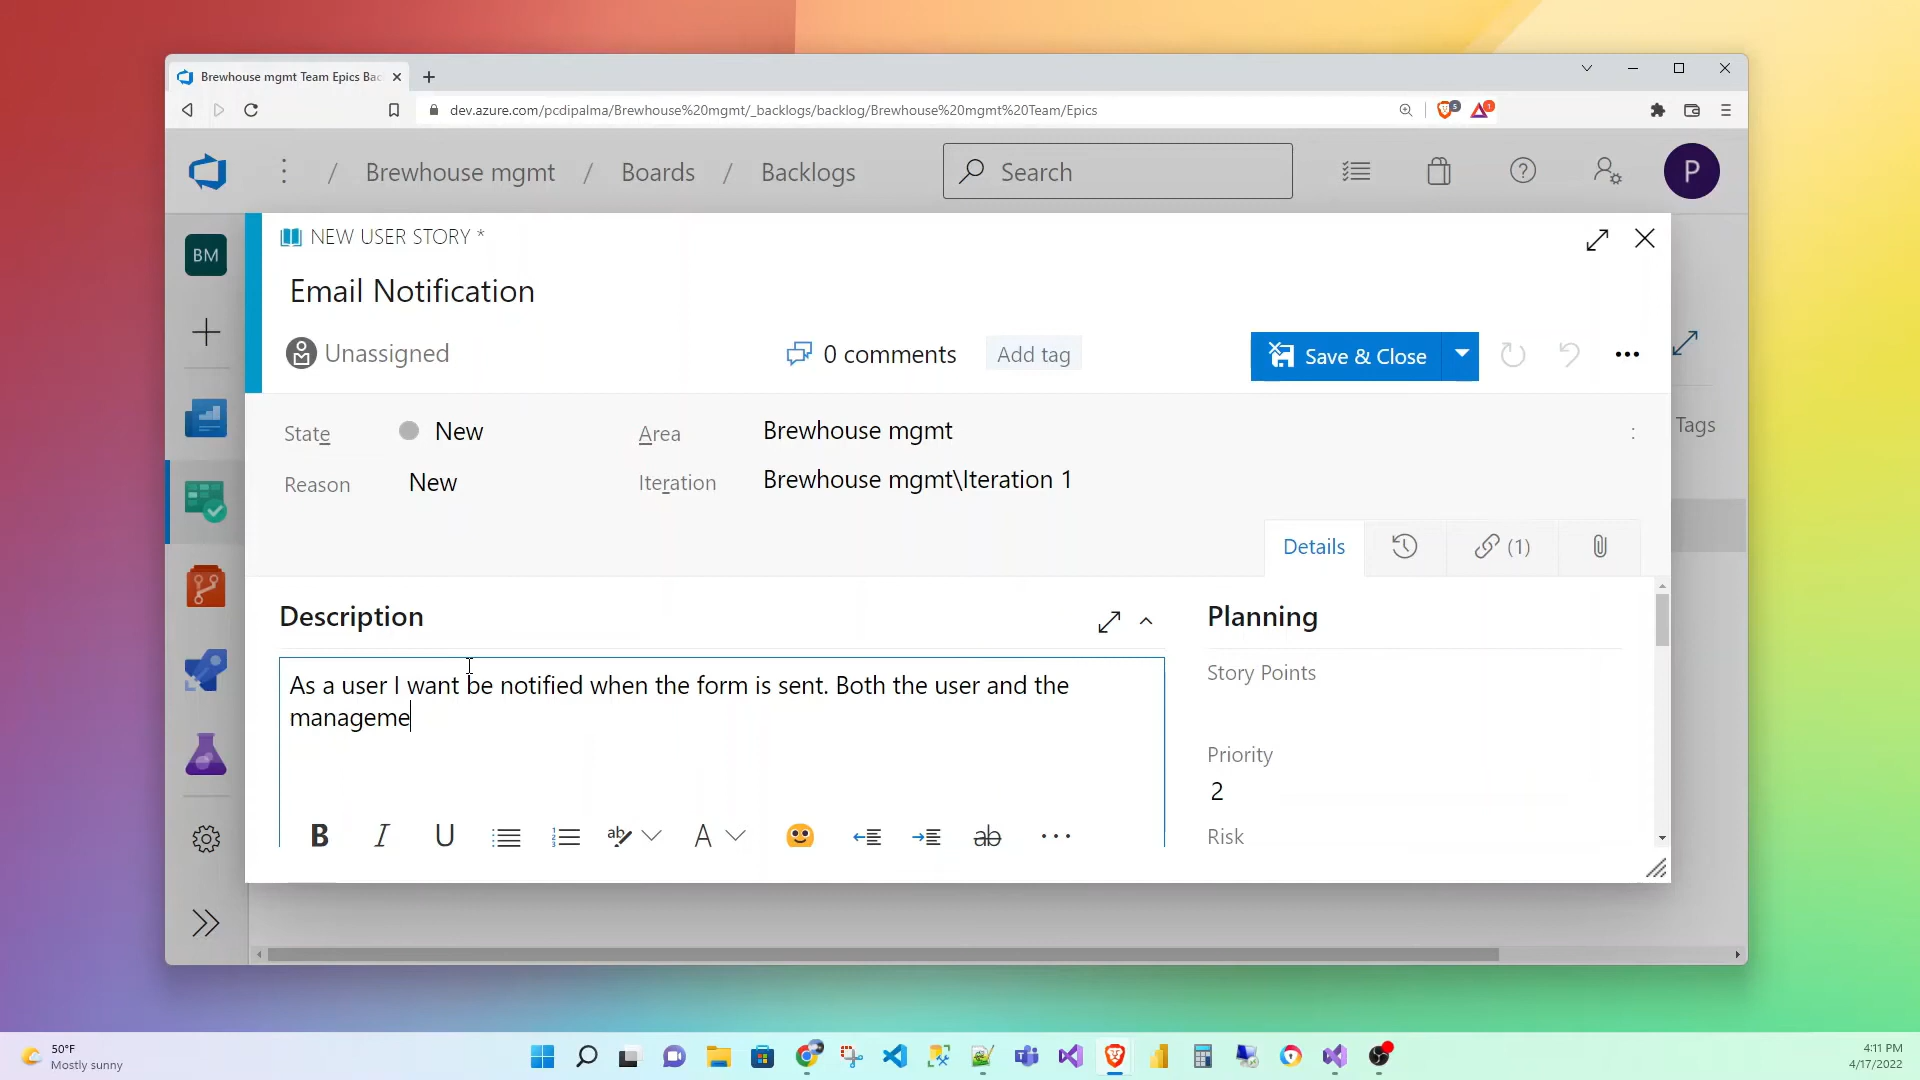 Brewhouse mgmt Team Epics Bac
dev.azure.com/pcdipalma/Brewhouse%20mgmt/_backlogs/backlog/Brewhouse%20mgmt%20Team/Epics
5
1
/ Brewhouse mgmt / Boards / Backlogs
Search
P
BM
NEW USER STORY *
Email Notification
Unassigned
0 comments
Add tag
Save & Close
State
New
Area
Brewhouse mgmt
Reason
New
Iteration
Brewhouse mgmt\Iteration 1
Tags
Details
(1)
Description
Planning
As a user I want be notified when the form is sent. Both the user and the
manageme
Story Points
Priority
2
Risk
B I U
ab
A
ab
50°F
Mostly sunny
4:11 PM
4/17/2022